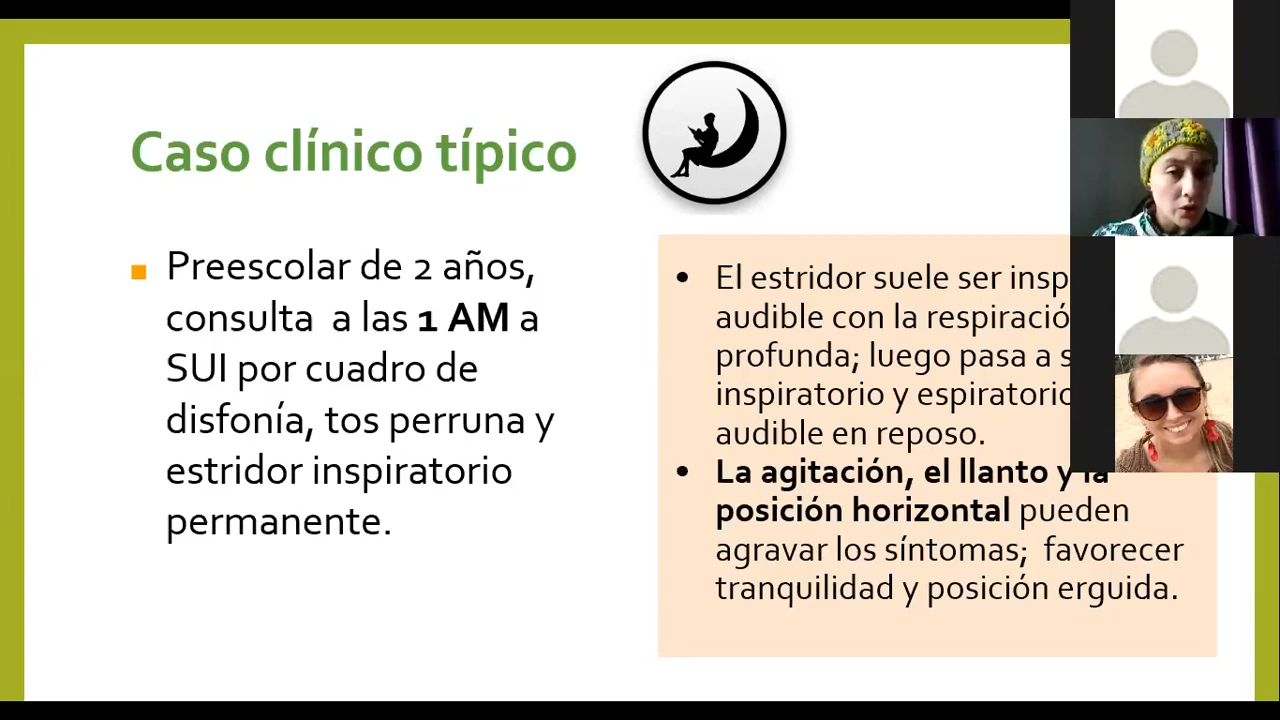 Caso clínico típico
Preescolar de 2 años,
consulta a las 1 AM a
SUI por cuadro de
disfonía, tos perruna y
estridor inspiratorio
permanente.
El estridor suele ser
audible con la
profunda; luego pasa a
inspiratorio y espiratorio
audible en reposo.
La agitación, el llanto y la
posición horizontal pueden
agravar los síntomas; favorecer
tranquilidad y posición erguida.